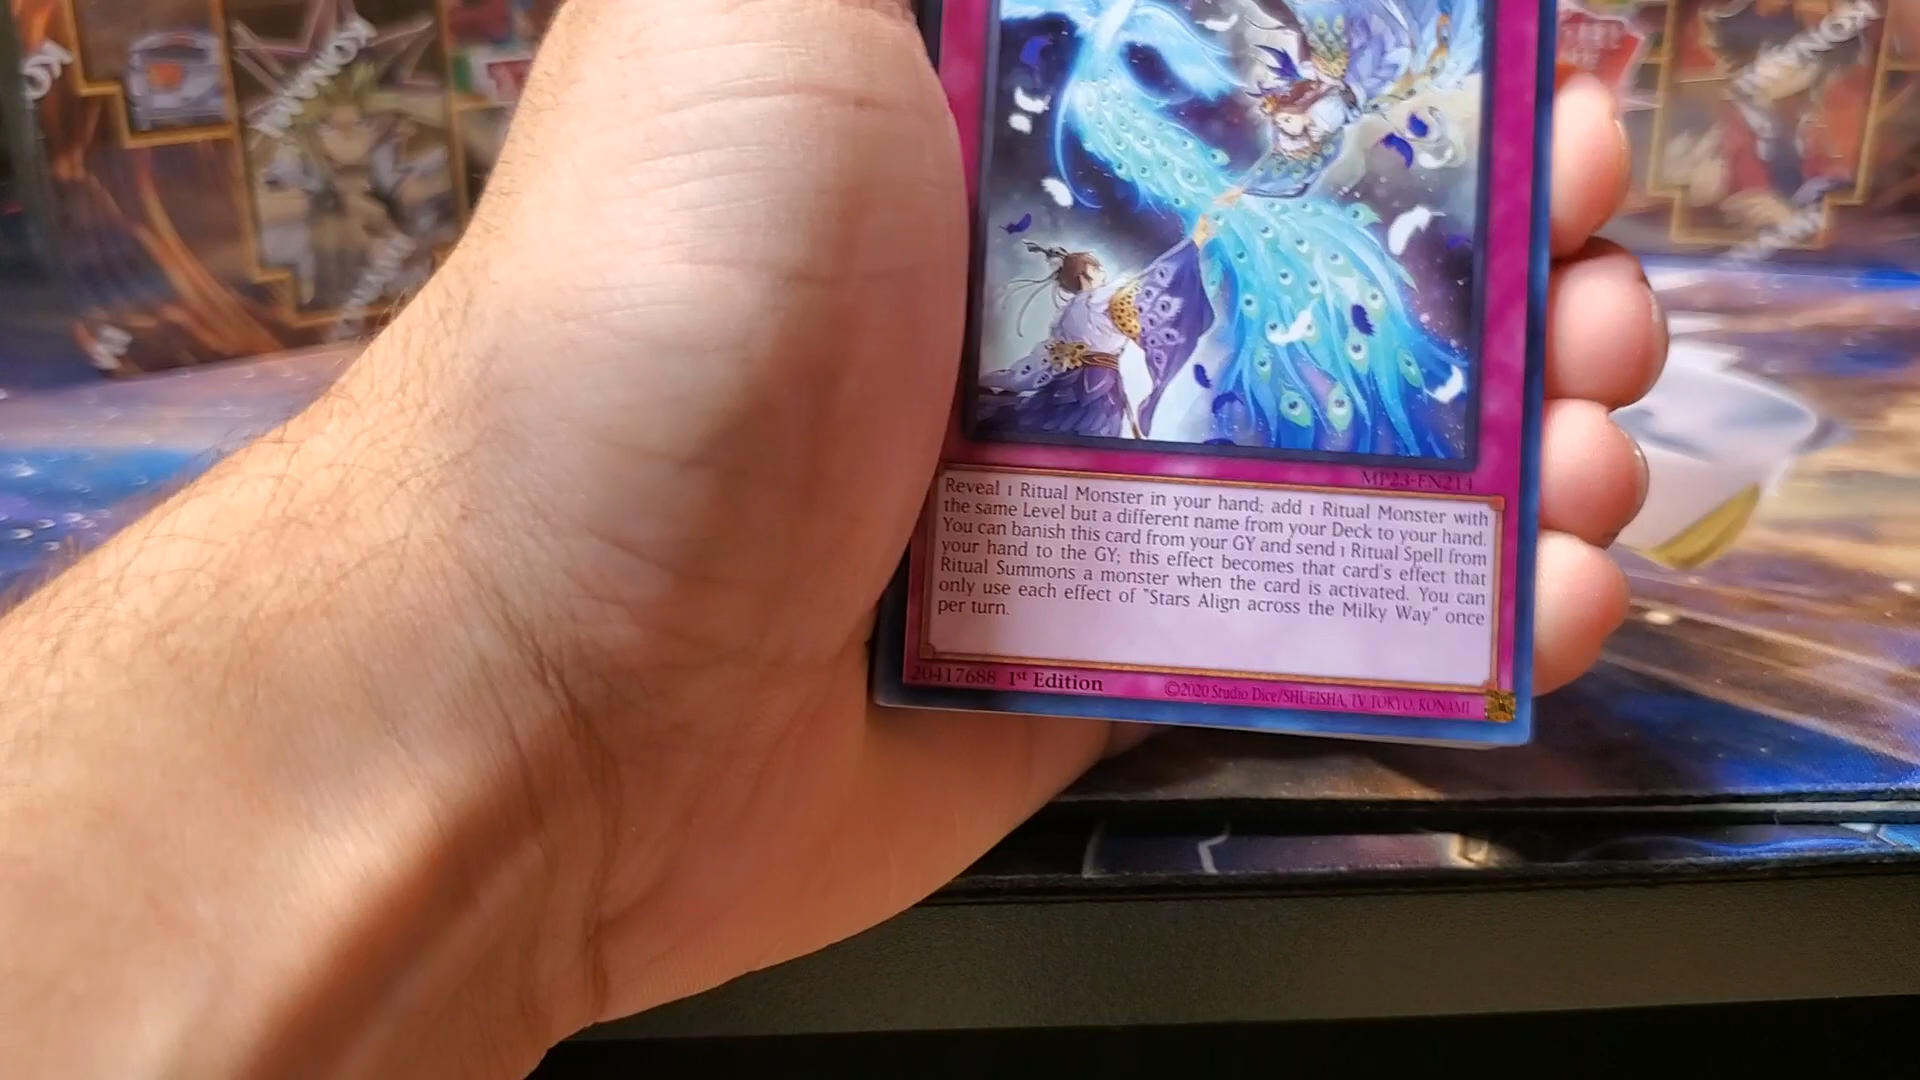 KONAMI
KONAMI
MP23-EN214
Reveal 1 Ritual Monster in your hand; add 1 Ritual Monster with
the same Level but a different name from your Deck to your hand.
You can banish this card from your GY and send 1 Ritual Spell from
your hand to the GY; this effect becomes that card's effect that
Ritual Summons a monster when the card is activated. You can
only use each effect of "Stars Align across the Milky Way" once
per turn.
20417688 1st Edition ©2020 Studio Dice/SHUEISHA, TV TOKYO, KONAMI